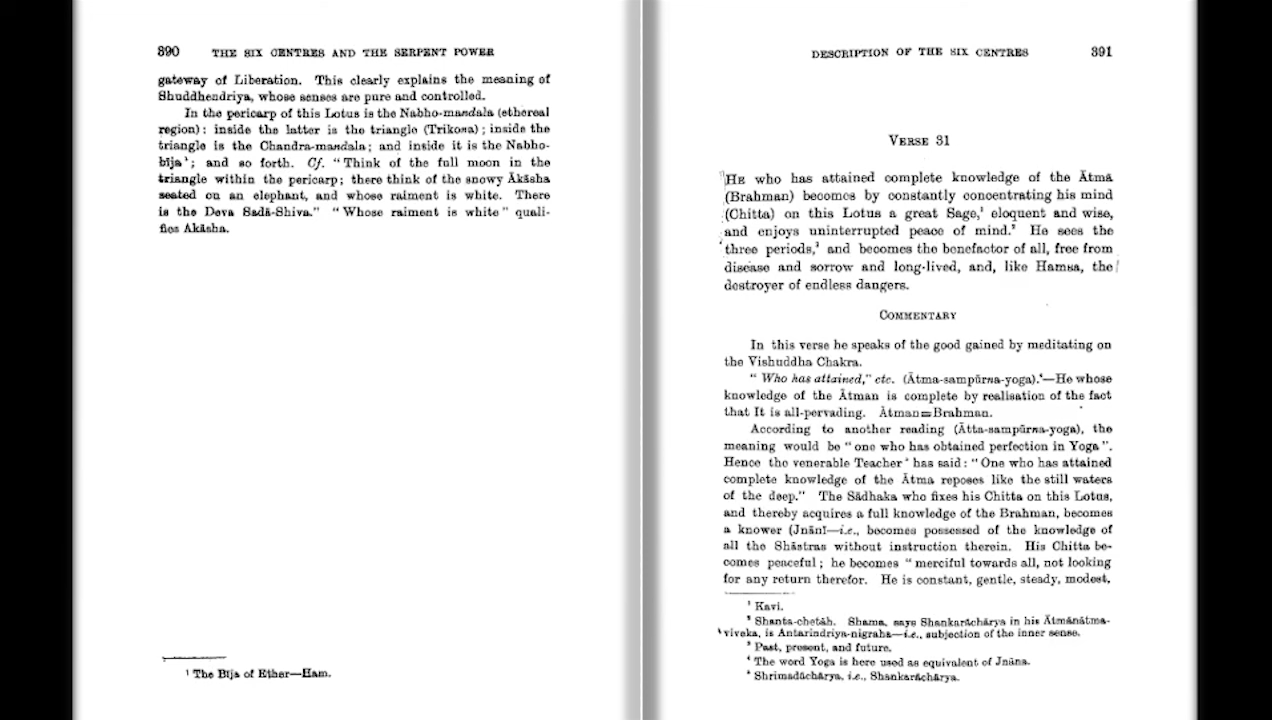 390 THE SIX CENTRES AND THE SERPENT POWER
gateway of Liberation. This clearly explains the meaning of
Shuddhendriya, whose senses are pure and controlled.
In the pericarp of this Lotus is the Nabho-mandala (ethereal
region): inside the latter is the triangle (Trikona); inside the
triangle is the Chandra-mandala; and inside it is the Nabho-
bīja¹; and so forth. Cf. "Think of the full moon in the
triangle within the pericarp; there think of the snowy Ākāsha
seated on an elephant, and whose raiment is white. There
is the Deva Sadā-Shiva." "Whose raiment is white" quali-
fies Akāsha.
¹ The Bīja of Ether—Ham.
DESCRIPTION OF THE SIX CENTRES 391
VERSE 31
HE who has attained complete knowledge of the Ātmā
(Brahman) becomes by constantly concentrating his mind
(Chitta) on this Lotus a great Sage,¹ eloquent and wise,
and enjoys uninterrupted peace of mind.² He sees the
three periods,³ and becomes the benefactor of all, free from
disease and sorrow and long-lived, and, like Hamsa, the
destroyer of endless dangers.
COMMENTARY
In this verse he speaks of the good gained by meditating on
the Vishuddha Chakra.
"Who has attained," etc. (Ātma-sampūrna-yoga).⁴—He whose
knowledge of the Ātman is complete by realisation of the fact
that It is all-pervading. Ātman=Brahman.
According to another reading (Ātta-sampūrna-yoga), the
meaning would be "one who has obtained perfection in Yoga".
Hence the venerable Teacher⁵ has said: "One who has attained
complete knowledge of the Ātma reposes like the still waters
of the deep." The Sādhaka who fixes his Chitta on this Lotus,
and thereby acquires a full knowledge of the Brahman, becomes
a knower (Jnānī—i.e., becomes possessed of the knowledge of
all the Shāstras without instruction therein. His Chitta be-
comes peaceful; he becomes "merciful towards all, not looking
for any return therefor. He is constant, gentle, steady, modest,
¹ Kavi.
² Shanta-chetāh. Shama, says Shankarāchārya in his Ātmānātma-
viveka, is Antarindriya-nigraha—i.e., subjection of the inner sense.
³ Past, present, and future.
⁴ The word Yoga is here used as equivalent of Jnāna.
⁵ Shrimadāchārya, i.e., Shankarāchārya.